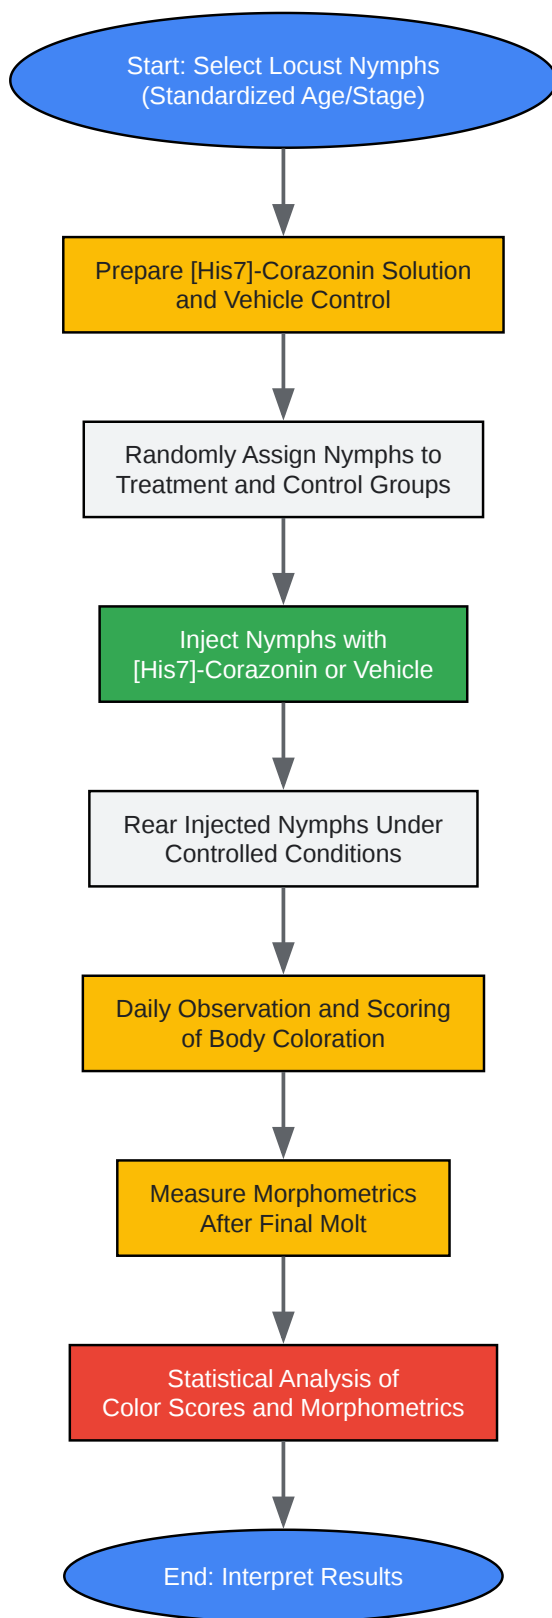 Start: Select Locust Nymphs
(Standardized Age/Stage)
Prepare [His7]-Corazonin Solution
and Vehicle Control
Randomly Assign Nymphs to
Treatment and Control Groups
Inject Nymphs with
[His7]-Corazonin or Vehicle
Rear Injected Nymphs Under
Controlled Conditions
Daily Observation and Scoring
of Body Coloration
Measure Morphometrics
After Final Molt
Statistical Analysis of
Color Scores and Morphometrics
End: Interpret Results